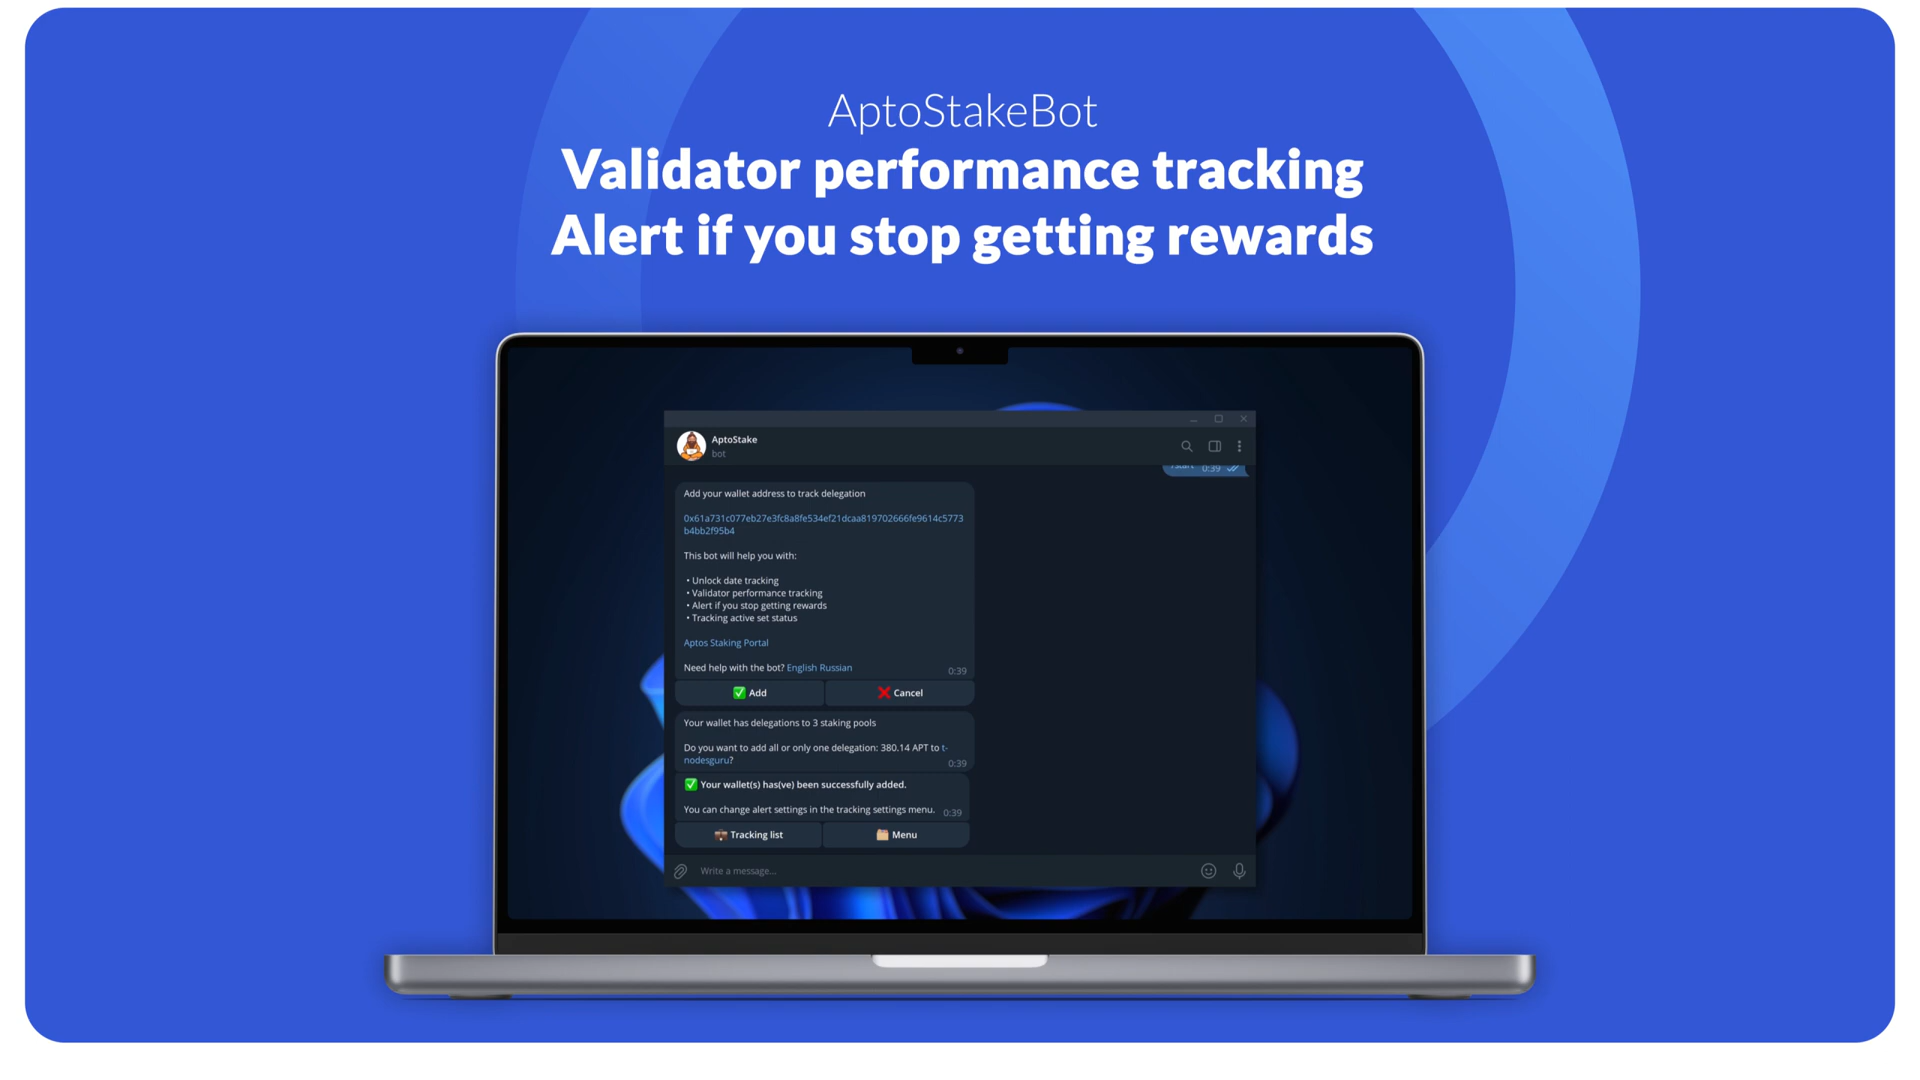 AptoStakeBot
Validator performance tracking
Alert if you stop getting rewards
AptoStake
bot
/start 0:39
Add your wallet address to track delegation
0x61a731c077eb27e3fc8a8fe534ef21dcaa819702666fe9614c5773
b4bb2f95b4
This bot will help you with:
• Unlock date tracking
• Validator performance tracking
• Alert if you stop getting rewards
• Tracking active set status
Aptos Staking Portal
Need help with the bot? English Russian 0:39
Add Cancel
Your wallet has delegations to 3 staking pools
Do you want to add all or only one delegation: 380.14 APT to t-
nodesguru? 0:39
Your wallet(s) has(ve) been successfully added.
You can change alert settings in the tracking settings menu. 0:39
Tracking list Menu
Write a message...